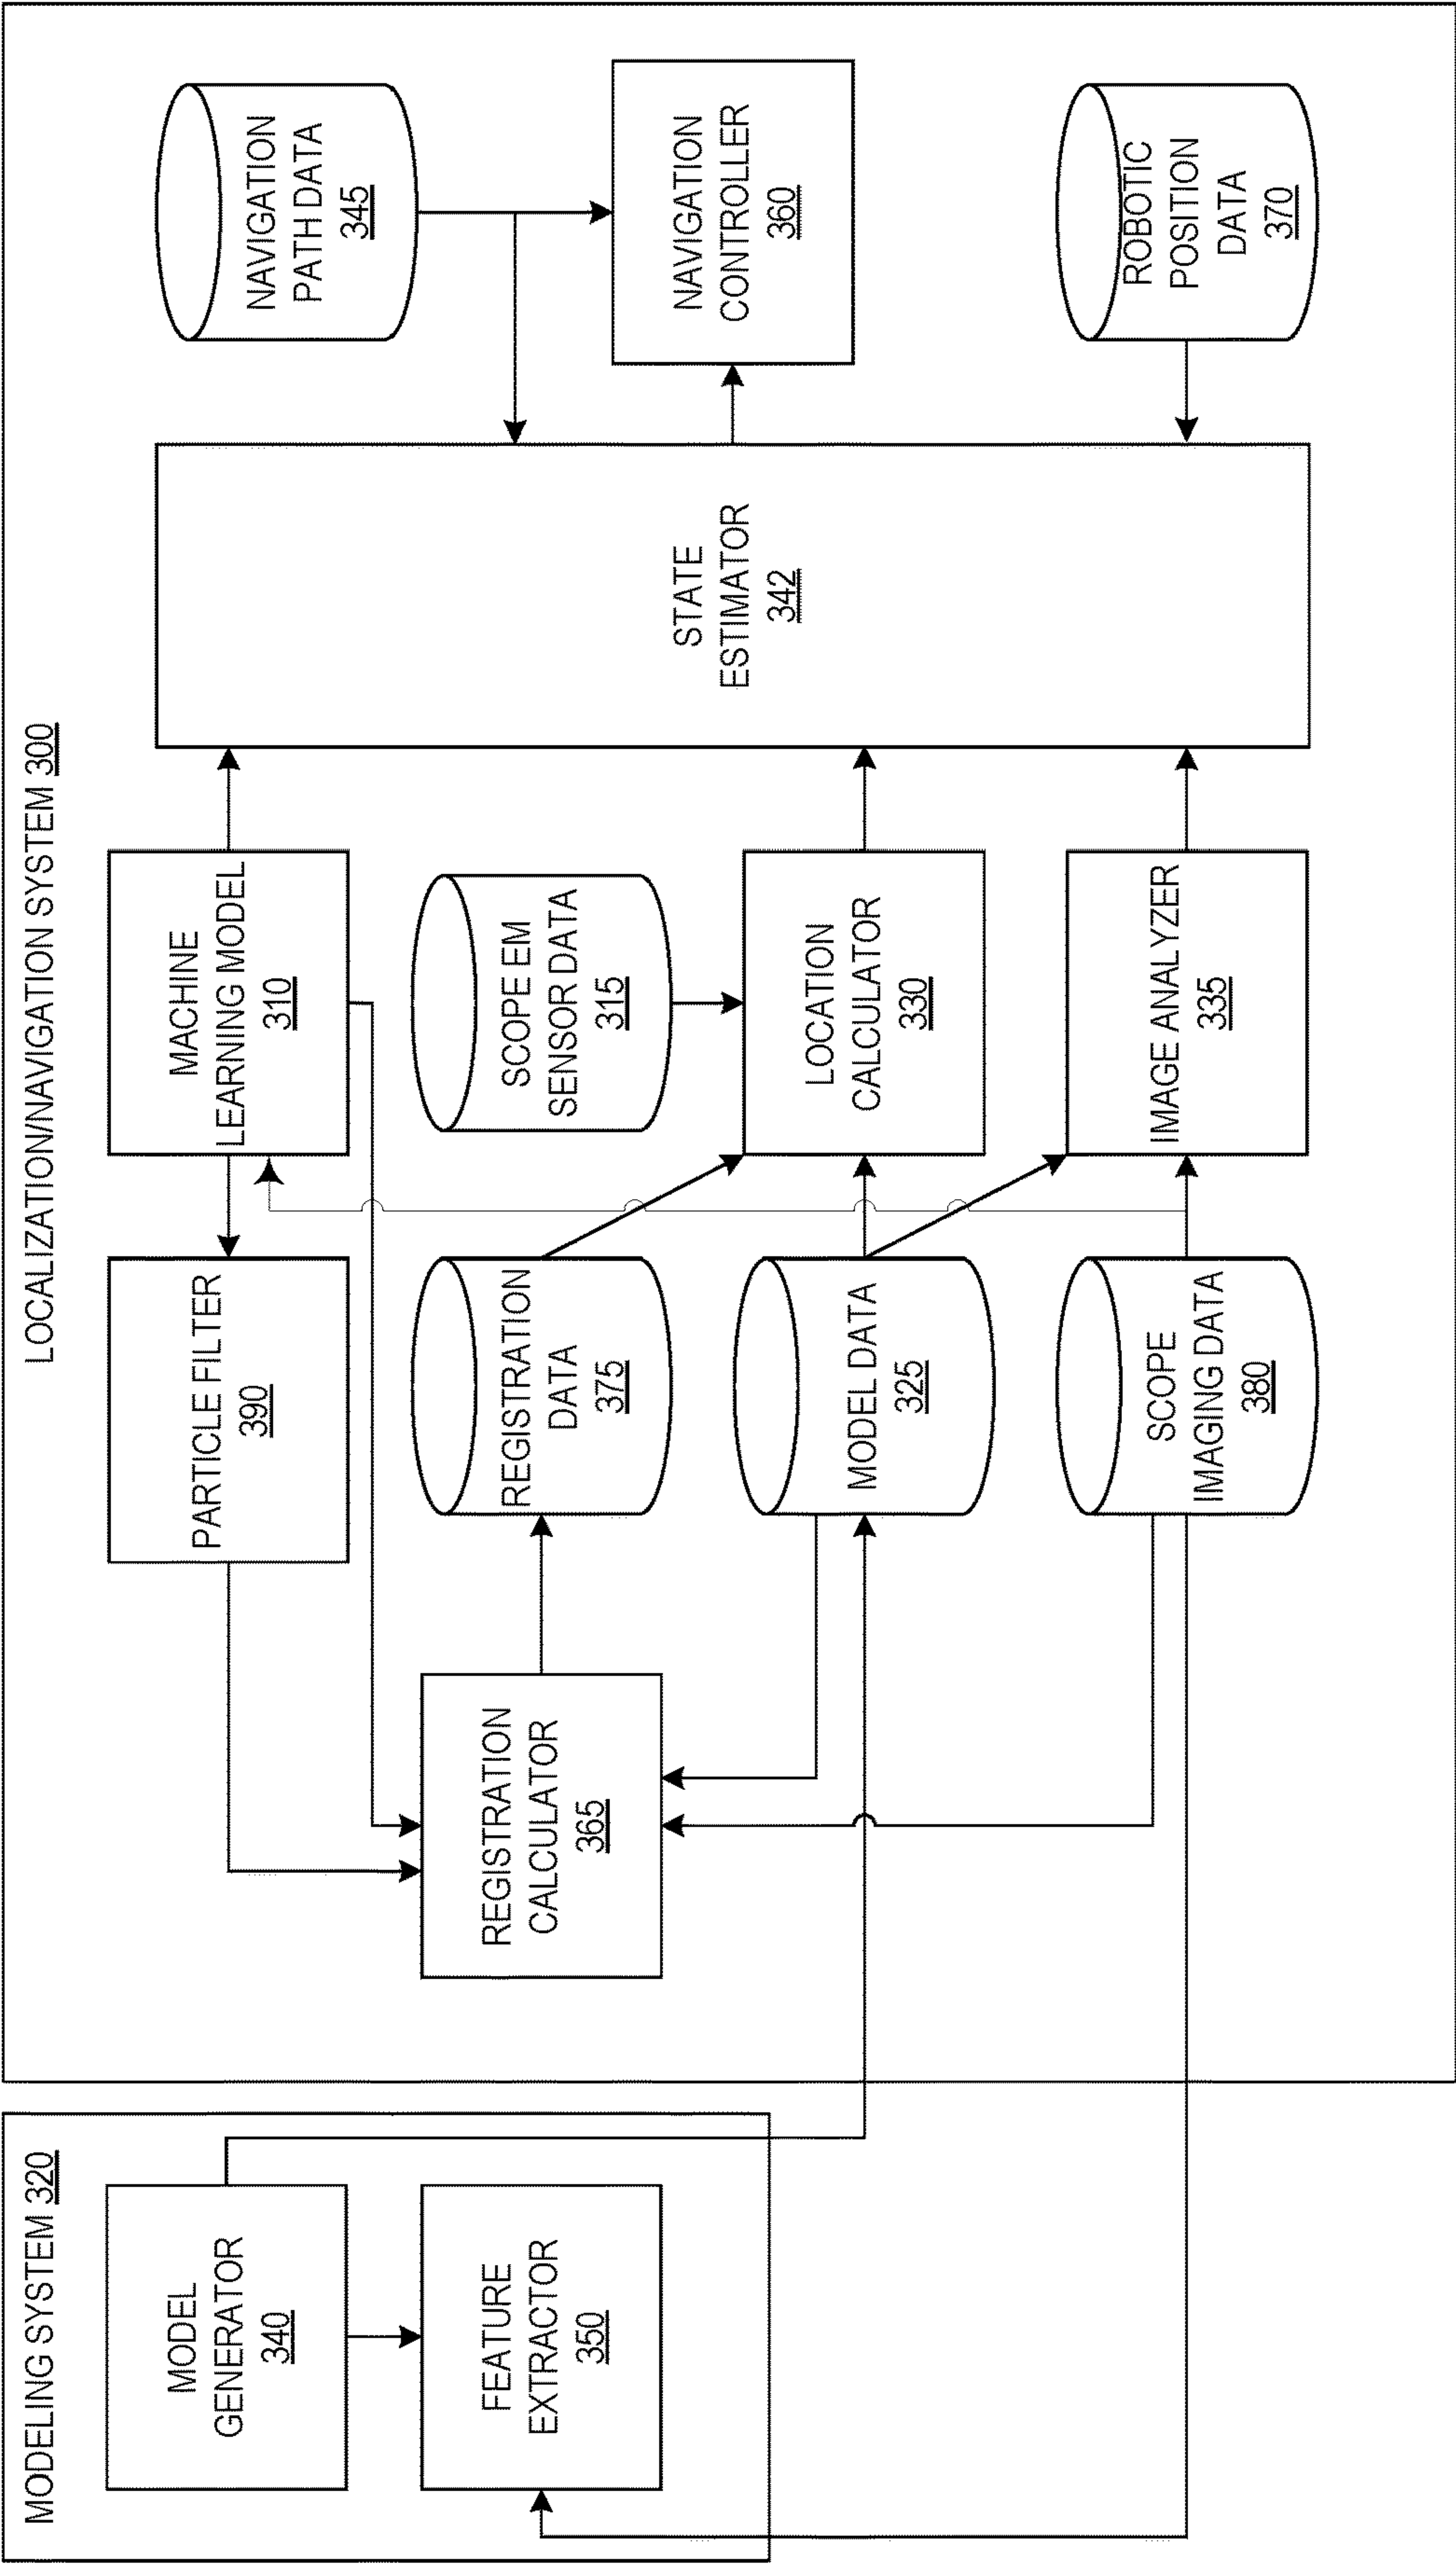 MODELING SYSTEM 320
MODEL
GENERATOR
340
FEATURE
EXTRACTOR
350
LOCALIZATION/NAVIGATION SYSTEM 300
PARTICLE FILTER
390
MACHINE
LEARNING MODEL
310
NAVIGATION
PATH DATA
345
REGISTRATION
CALCULATOR
365
REGISTRATION
DATA
375
SCOPE EM
SENSOR DATA
315
STATE
ESTIMATOR
342
NAVIGATION
CONTROLLER
360
MODEL DATA
325
LOCATION
CALCULATOR
330
SCOPE
IMAGING DATA
380
IMAGE ANALYZER
335
ROBOTIC
POSITION
DATA
370